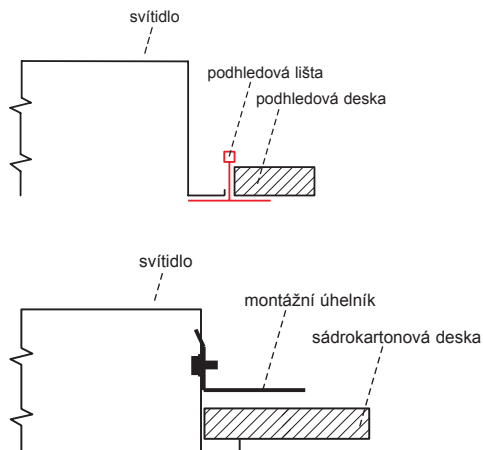 svítidlo
podhledová lišta
podhledová deska
svítidlo
montážní úhelník
sádrokartonová deska